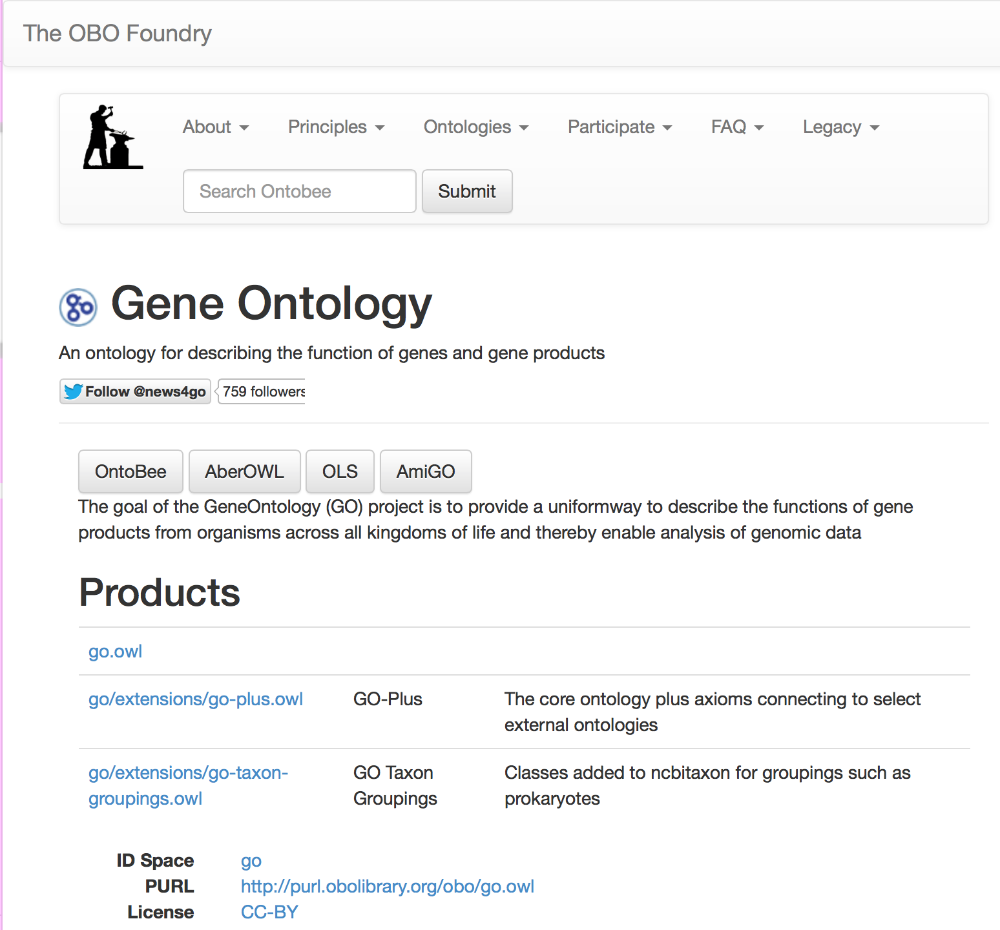 The OBO Foundry
About Principles Ontologies Participate FAQ Legacy
Search Ontobee Submit
go Gene Ontology
An ontology for describing the function of genes and gene products
Follow @news4go 759 followers
OntoBee AberOWL OLS AmiGO
The goal of the GeneOntology (GO) project is to provide a uniformway to describe the functions of gene
products from organisms across all kingdoms of life and thereby enable analysis of genomic data
Products
go.owl
go/extensions/go-plus.owl GO-Plus The core ontology plus axioms connecting to select
external ontologies
go/extensions/go-taxon- GO Taxon Classes added to ncbitaxon for groupings such as
groupings.owl Groupings prokaryotes
ID Space go
PURL http://purl.obolibrary.org/obo/go.owl
License CC-BY